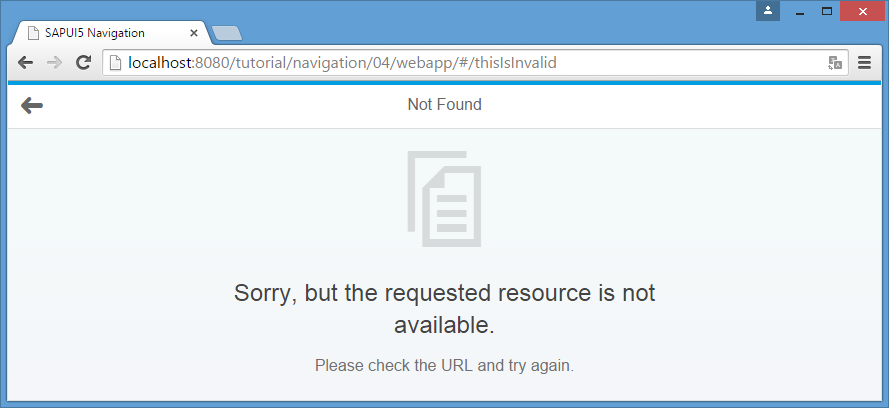 SAPUI5 Navigation
localhost:8080/tutorial/navigation/04/webapp/#/thisIsInvalid
Not Found
Sorry, but the requested resource is not
available.
Please check the URL and try again.